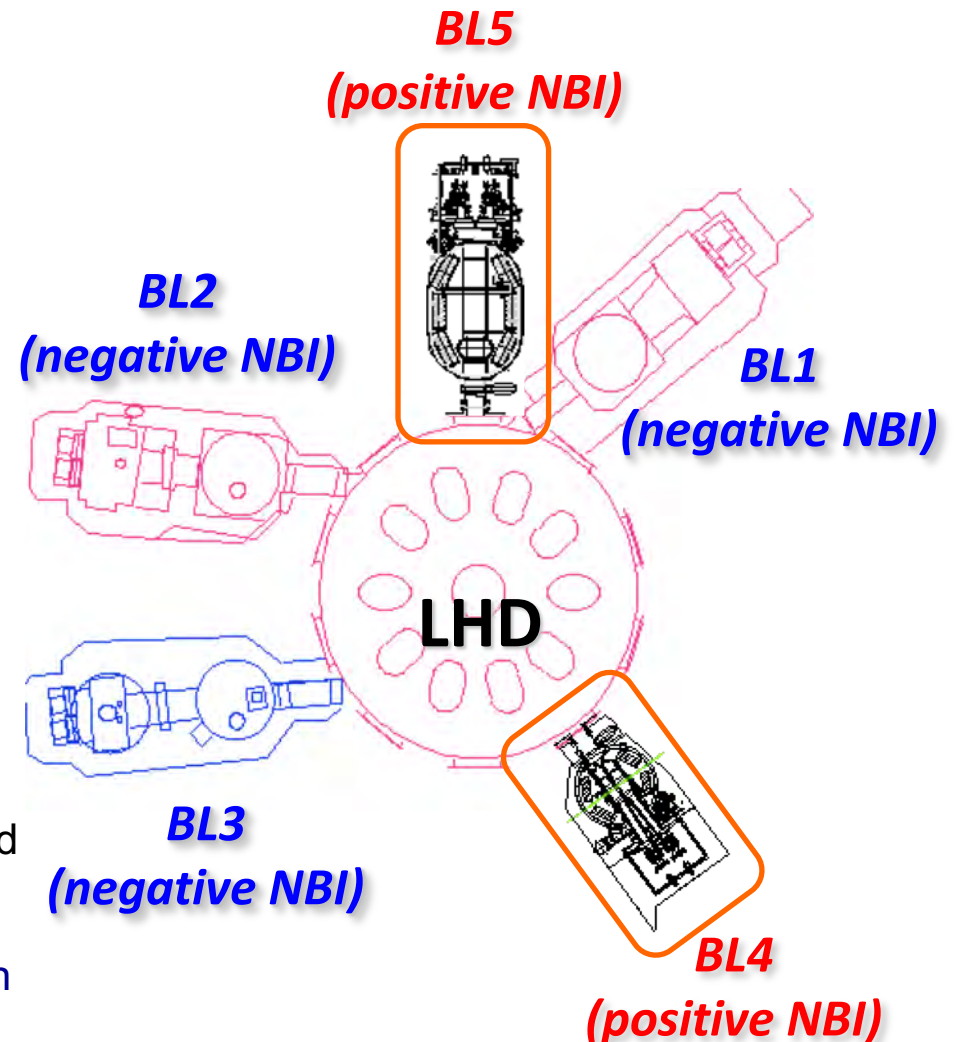 BL5
(positive NBI)
BL2
(negative NBI)
BL1
(negative NBI)
LHD
BL3
(negative NBI)
BL4
(positive NBI)